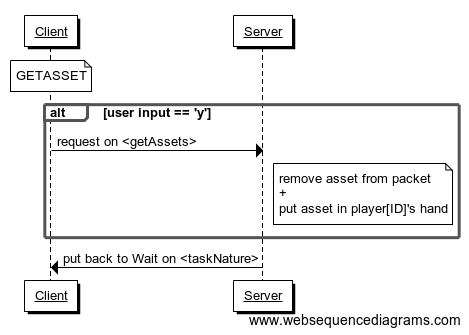 Client Server
GETASSET
alt [user input == 'y']
request on <getAssets>
remove asset from packet
+
put asset in player[ID]'s hand
put back to Wait on <taskNature>
Client Server
www.websequencediagrams.com